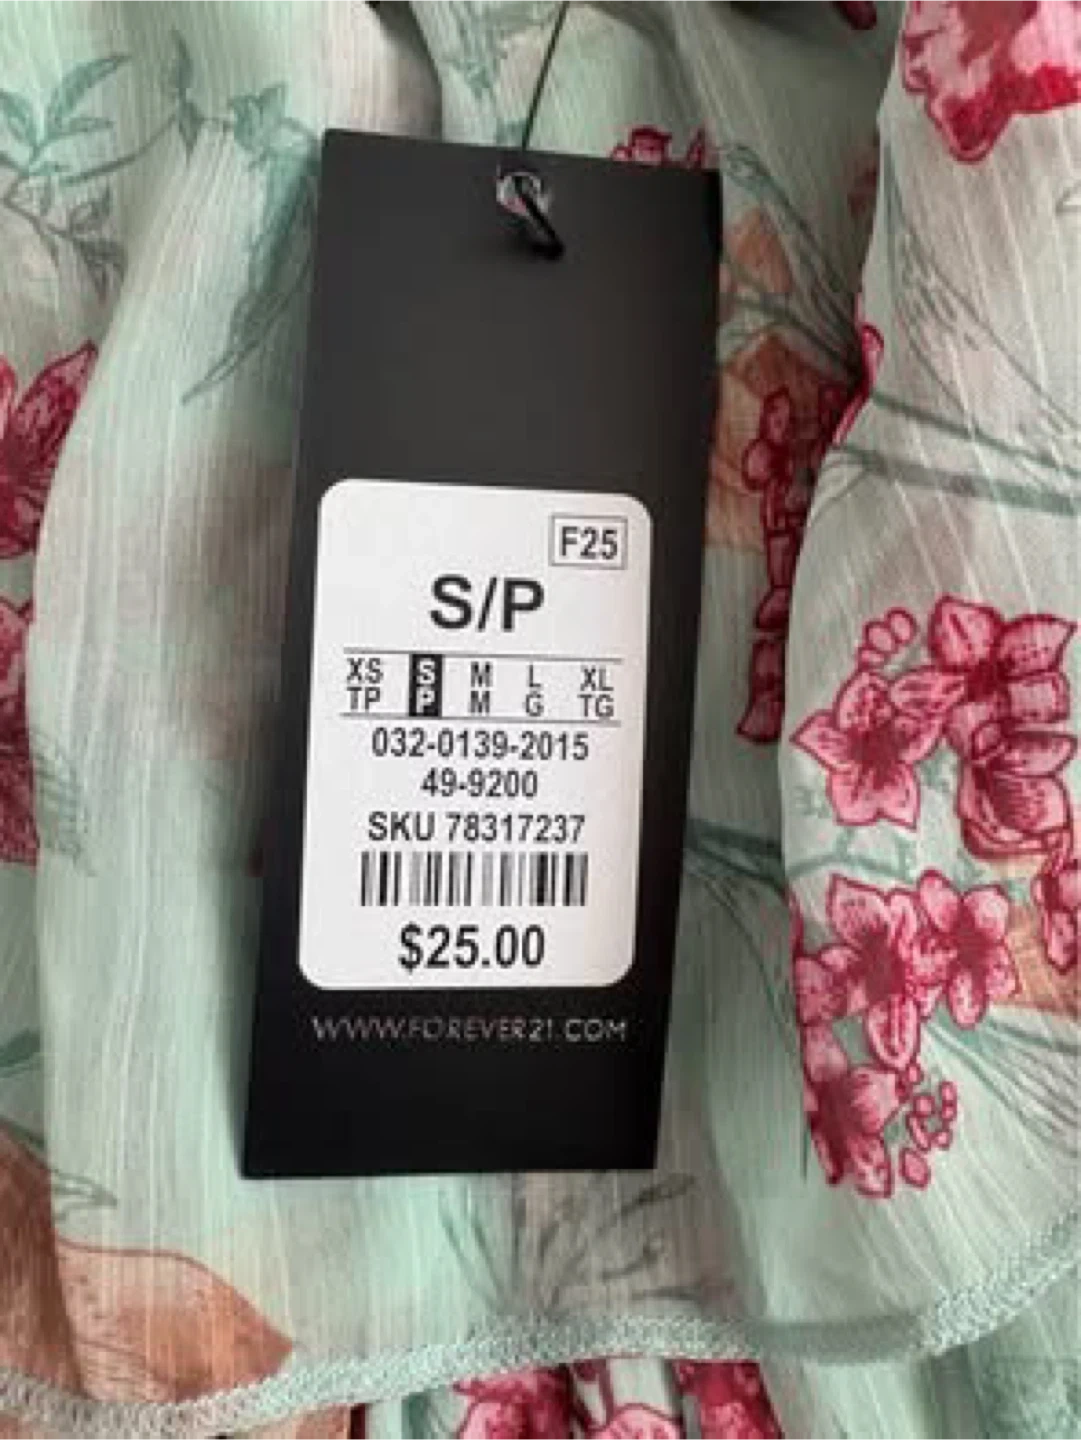 F25
S/P
XS S M L XL
TP P M G TG
032-0139-2015
49-9200
SKU 78317237
$25.00
WWW.FOREVER21.COM